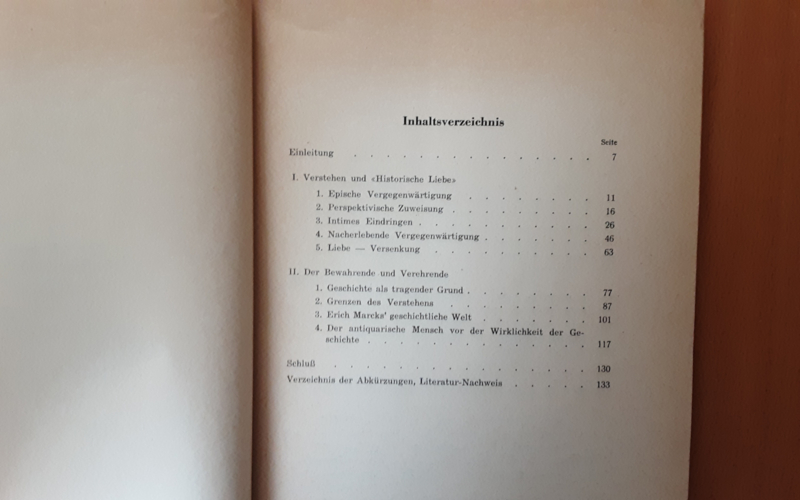 Inhaltsverzeichnis
Seite
Einleitung . . . . . . . . . . . . . . . 7
I. Verstehen und «Historische Liebe»
1. Epische Vergegenwärtigung . . . . . . . 11
2. Perspektivische Zuweisung . . . . . . . . 16
3. Intimes Eindringen . . . . . . . . . . 26
4. Nacherlebende Vergegenwärtigung . . . . . . 46
5. Liebe — Versenkung . . . . . . . . . 63
II. Der Bewahrende und Verehrende
1. Geschichte als tragender Grund . . . . . . . 77
2. Grenzen des Verstehens . . . . . . . . 87
3. Erich Marcks' geschichtliche Welt . . . . . . 101
4. Der antiquarische Mensch vor der Wirklichkeit der Ge-
schichte . . . . . . . . . . . . . 117
Schluß . . . . . . . . . . . . . . . 130
Verzeichnis der Abkürzungen, Literatur-Nachweis . . . . . 133